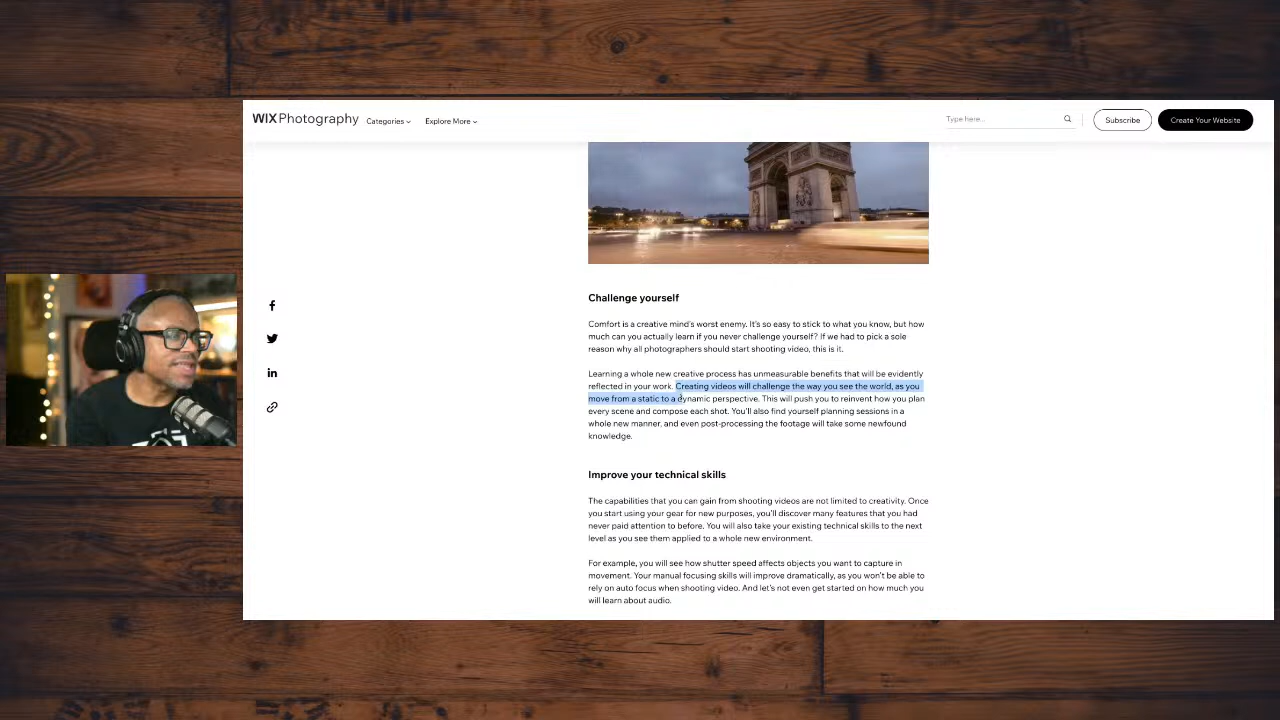 WIX Photography
Categories
Explore More
Type here...
Subscribe
Create Your Website
Challenge yourself
Comfort is a creative mind's worst enemy. It's so easy to stick to what you know, but how
much can you actually learn if you never challenge yourself? If we had to pick a sole
reason why all photographers should start shooting video, this is it.
Learning a whole new creative process has unmeasurable benefits that will be evidently
reflected in your work. Creating videos will challenge the way you see the world, as you
move from a static to a dynamic perspective. This will push you to reinvent how you plan
every scene and compose each shot. You'll also find yourself planning sessions in a
whole new manner, and even post-processing the footage will take some newfound
knowledge.
Improve your technical skills
The capabilities that you can gain from shooting videos are not limited to creativity. Once
you start using your gear for new purposes, you'll discover many features that you had
never paid attention to before. You will also take your existing technical skills to the next
level as you see them applied to a whole new environment.
For example, you will see how shutter speed affects objects you want to capture in
movement. Your manual focusing skills will improve dramatically, as you won't be able to
rely on auto focus when shooting video. And let's not even get started on how much you
will learn about audio.